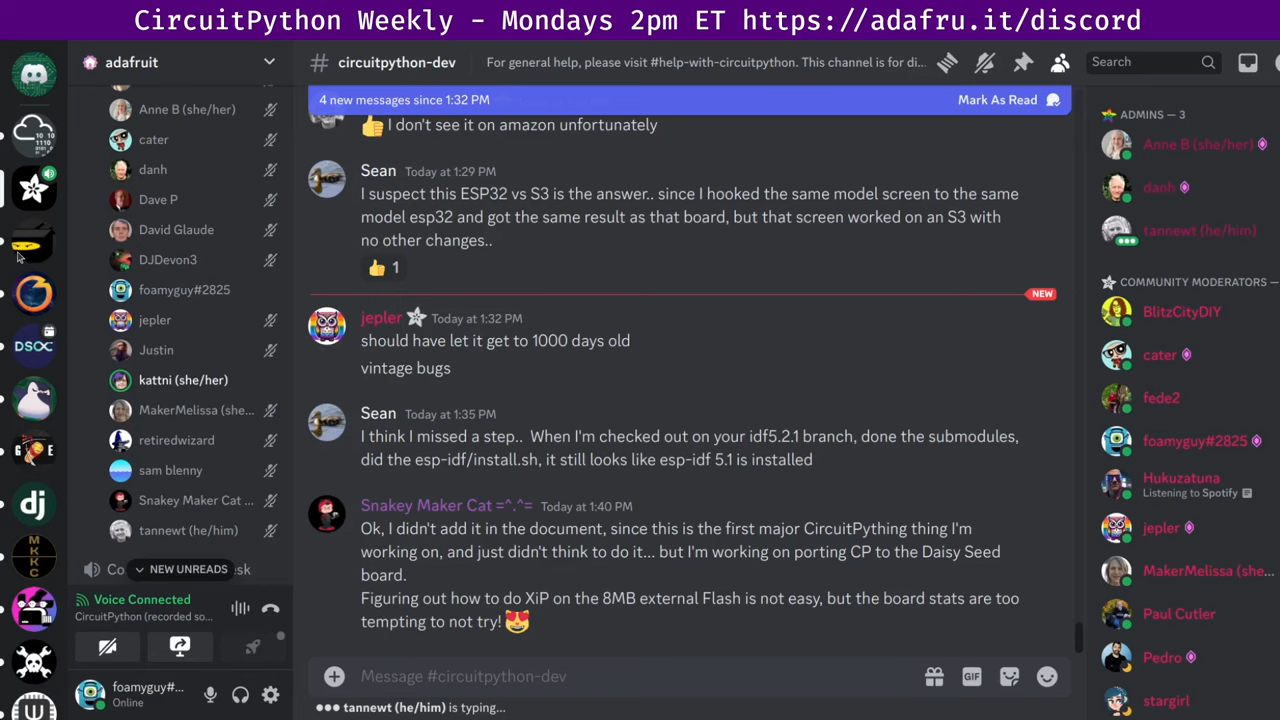 CircuitPython Weekly - Mondays 2pm ET https://adafru.it/discord
adafruit
Anne B (she/her)
cater
danh
Dave P
David Glaude
DJDevon3
foamyguy#2825
jepler
Justin
kattni (she/her)
MakerMelissa (she...
retiredwizard
sam blenny
Snakey Maker Cat ...
tannewt (he/him)
Co
NEW UNREADS
esk
Voice Connected
CircuitPython (recorded so...
foamyguy#...
Online
DSOC
dj
circuitpython-dev
For general help, please visit #help-with-circuitpython. This channel is for di...
Search
4 new messages since 1:32 PM
Mark As Read
I don't see it on amazon unfortunately
Sean Today at 1:29 PM
I suspect this ESP32 vs S3 is the answer.. since I hooked the same model screen to the same
model esp32 and got the same result as that board, but that screen worked on an S3 with
no other changes..
1
NEW
jepler Today at 1:32 PM
should have let it get to 1000 days old
vintage bugs
Sean Today at 1:35 PM
I think I missed a step.. When I'm checked out on your idf5.2.1 branch, done the submodules,
did the esp-idf/install.sh, it still looks like esp-idf 5.1 is installed
Snakey Maker Cat =^.^= Today at 1:40 PM
Ok, I didn't add it in the document, since this is the first major CircuitPything thing I'm
working on, and just didn't think to do it... but I'm working on porting CP to the Daisy Seed
board.
Figuring out how to do XiP on the 8MB external Flash is not easy, but the board stats are too
tempting to not try!
Message #circuitpython-dev
GIF
tannewt (he/him) is typing...
ADMINS — 3
Anne B (she/her)
danh
tannewt (he/him)
COMMUNITY MODERATORS —
BlitzCityDIY
cater
fede2
foamyguy#2825
Hukuzatuna
Listening to Spotify
jepler
MakerMelissa (she...
Paul Cutler
Pedro
stargirl